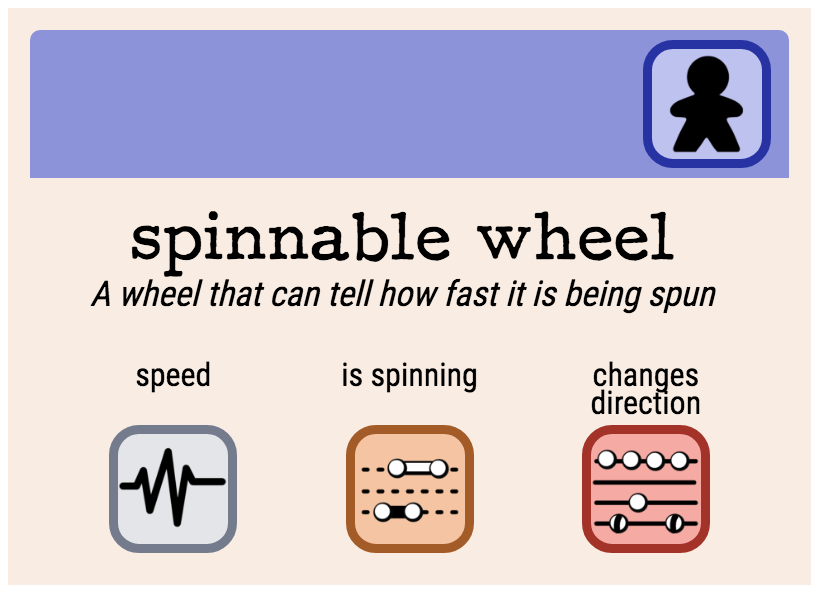 spinnable wheel
A wheel that can tell how fast it is being spun
speed
is spinning
changes
direction